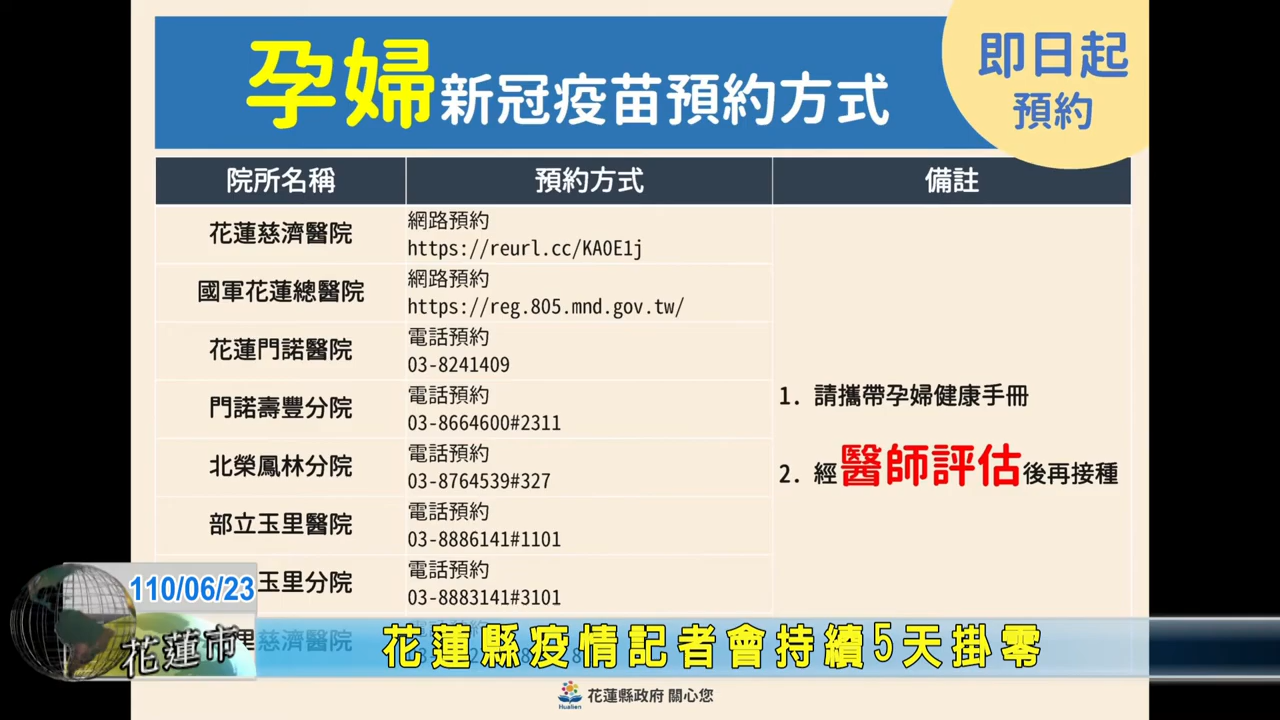 孕婦新冠疫苗預約方式
即日起
預約
院所名稱 預約方式 備註
花蓮慈濟醫院
網路預約
https://reurl.cc/KA0E1j
國軍花蓮總醫院
網路預約
https://reg.805.mnd.gov.tw/
花蓮門諾醫院
電話預約
03-8241409
門諾壽豐分院
電話預約
03-8664600#2311
北榮鳳林分院
電話預約
03-8764539#327
部立玉里醫院
電話預約
03-8886141#1101
玉里分院
電話預約
03-8883141#3101
里慈濟醫院
1. 請攜帶孕婦健康手冊
2. 經醫師評估後再接種
110/06/23
花蓮市
花蓮縣疫情記者會持續5天掛零
Hualien
花蓮縣政府 關心您